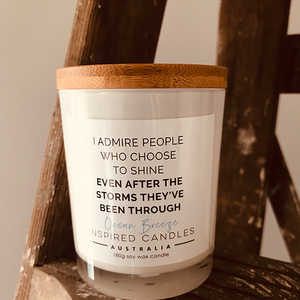 I ADMIRE PEOPLE
WHO CHOOSE
TO SHINE
EVEN AFTER THE
STORMS THEY'VE
BEEN THROUGH
Ocean Breeze
INSPIRED CANDLES
AUSTRALIA
180g soy wax candle